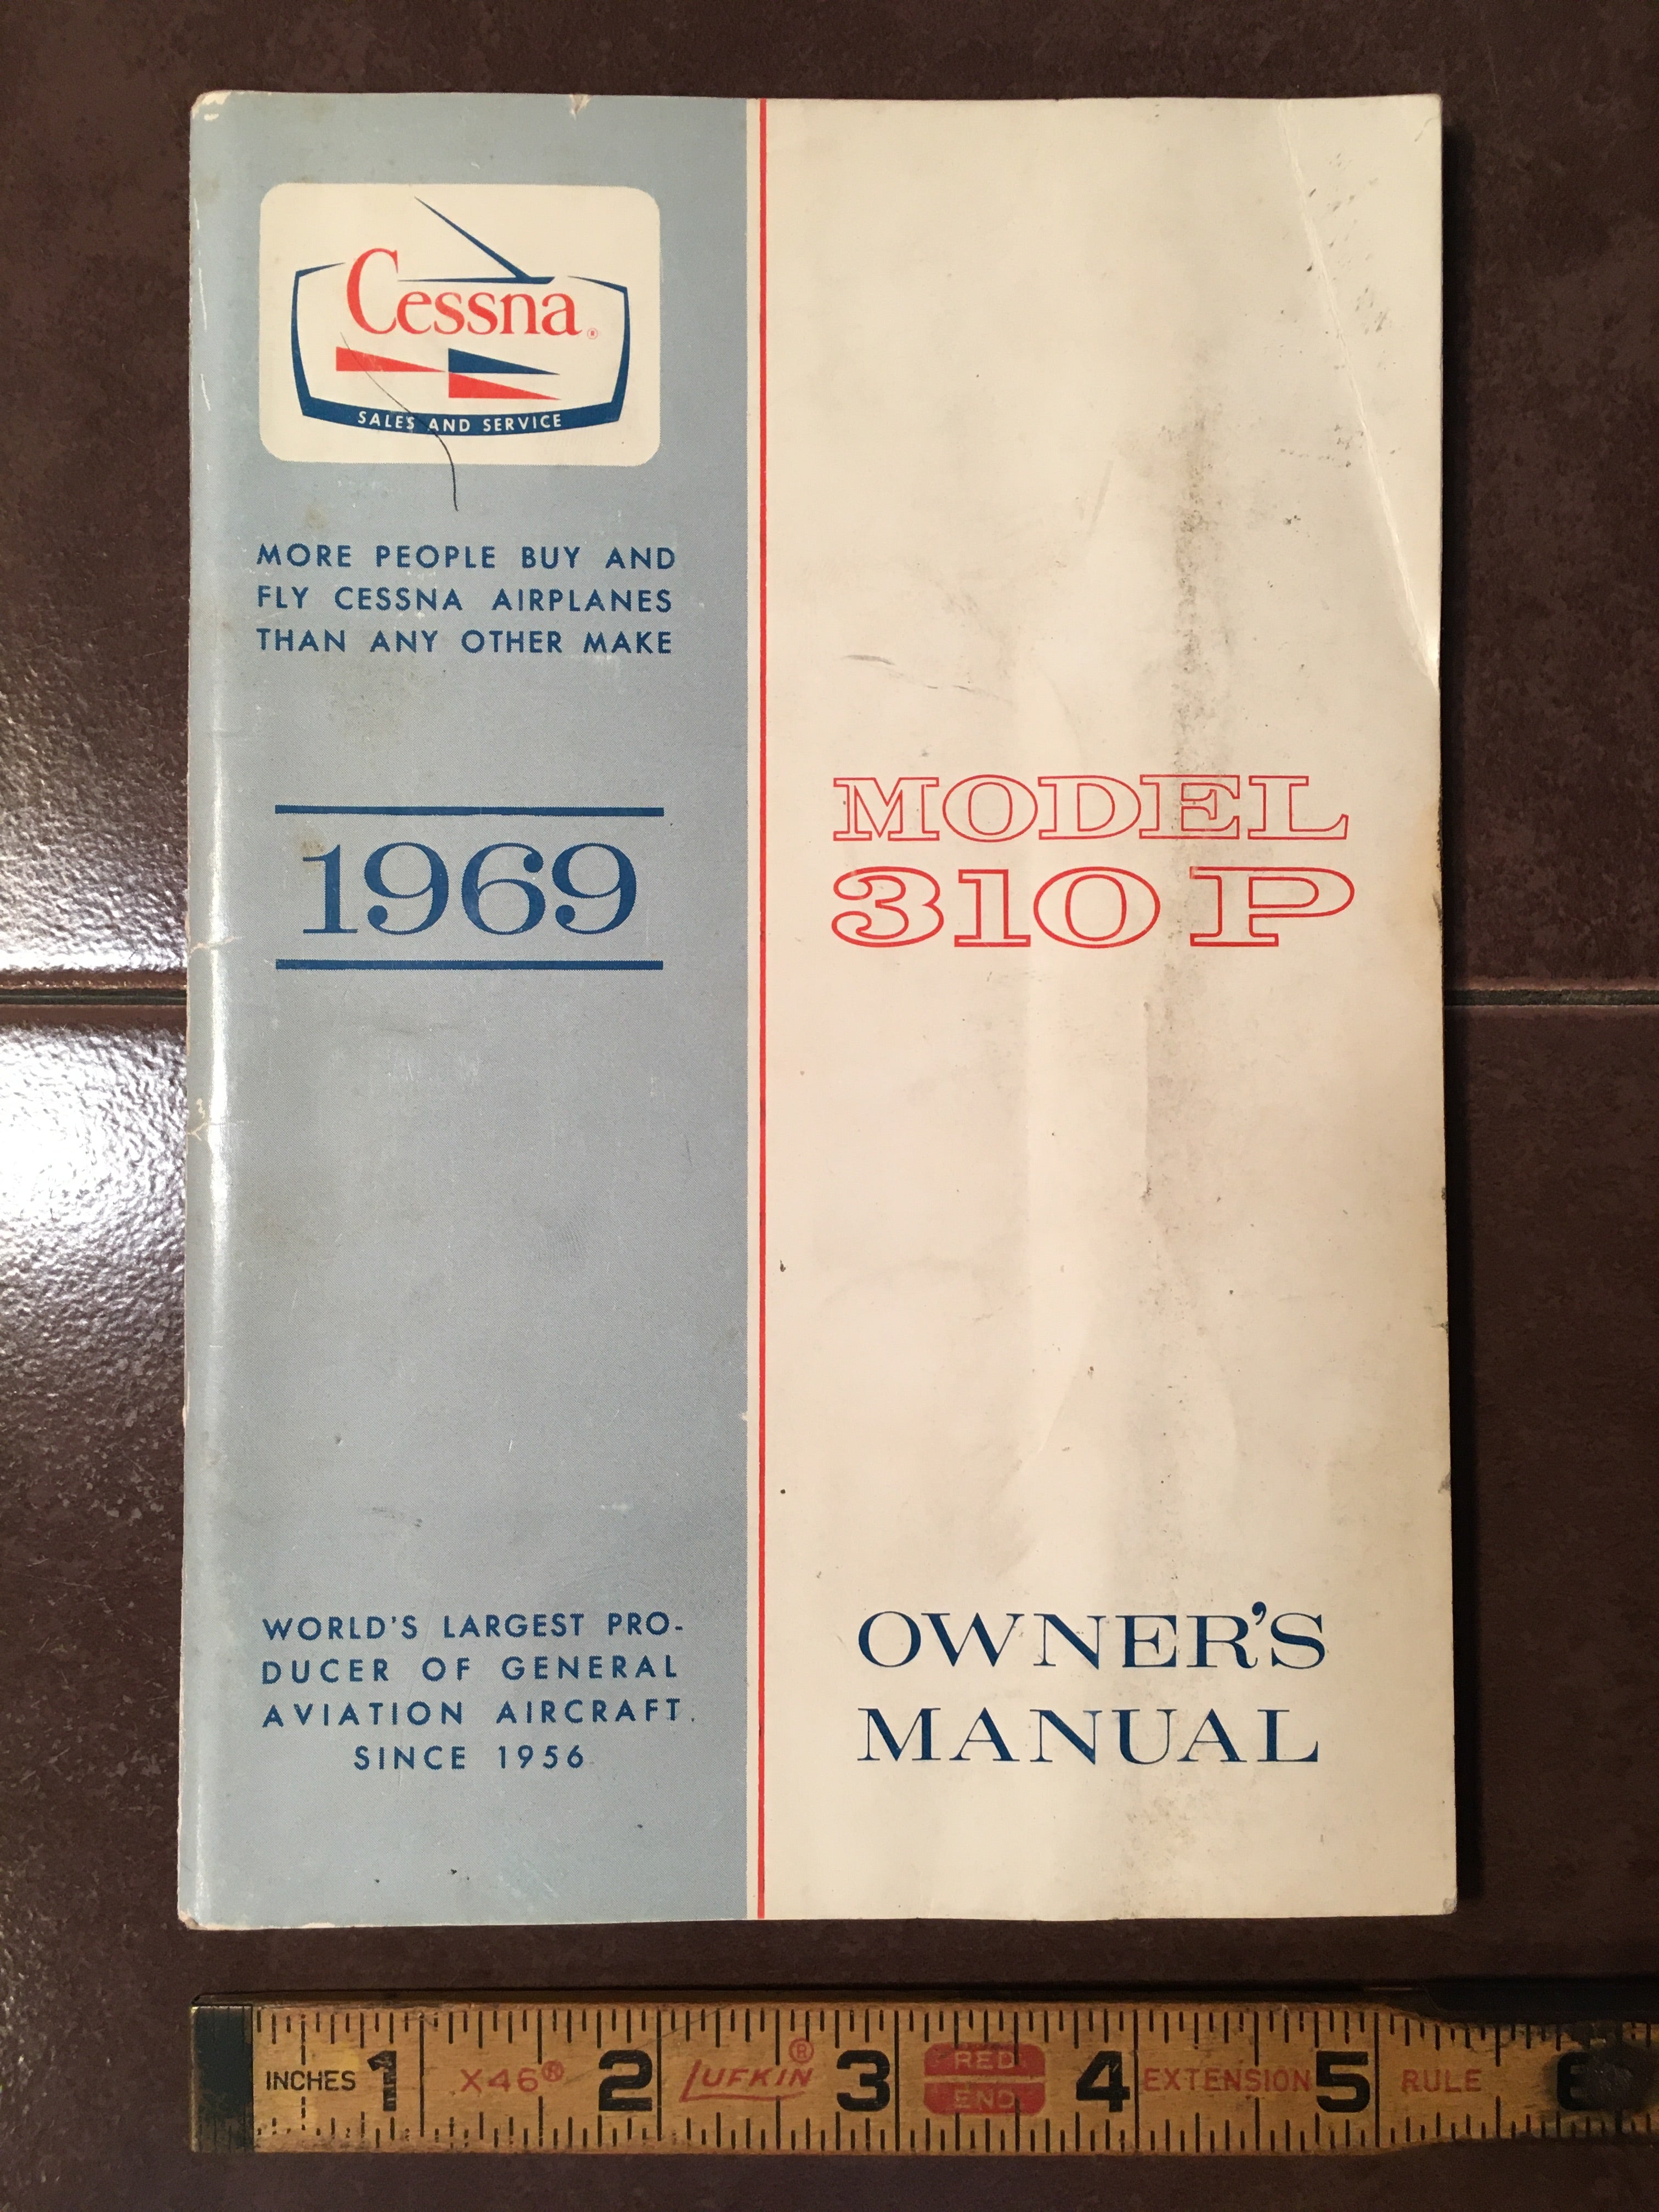 Cessna®
SALES AND SERVICE
MORE PEOPLE BUY AND
FLY CESSNA AIRPLANES
THAN ANY OTHER MAKE
1969
WORLD'S LARGEST PRO-
DUCER OF GENERAL
AVIATION AIRCRAFT
SINCE 1956
MODEL
310 P
OWNER'S
MANUAL
INCHES 1 X46® 2 LUFKIN® 3 RED END 4 EXTENSION 5 RULE 6